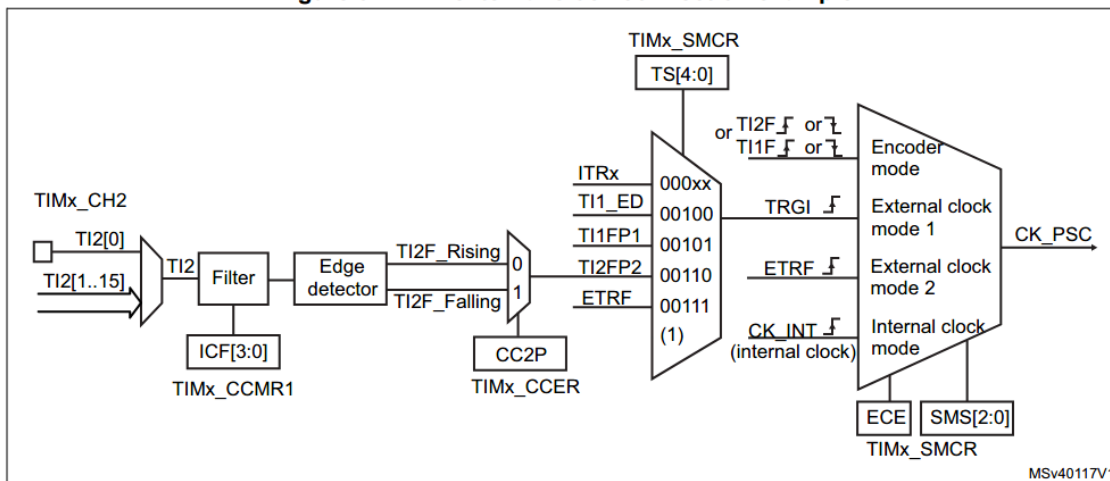 TIMx_SMCR
TS[4:0]
or TI2F or
TI1F or
Encoder
mode
ITRx
000xx
TIMx_CH2
TI1_ED
00100
TRGI
External clock
mode 1
CK_PSC
TI2[0]
TI1FP1
00101
TI2[1..15]
TI2
Filter
Edge
detector
TI2F_Rising
0
TI2FP2
00110
ETRF
External clock
mode 2
TI2F_Falling
1
ETRF
00111
(1)
CK_INT
(internal clock)
Internal clock
mode
ICF[3:0]
CC2P
TIMx_CCMR1
TIMx_CCER
ECE
SMS[2:0]
TIMx_SMCR
MSv40117V1